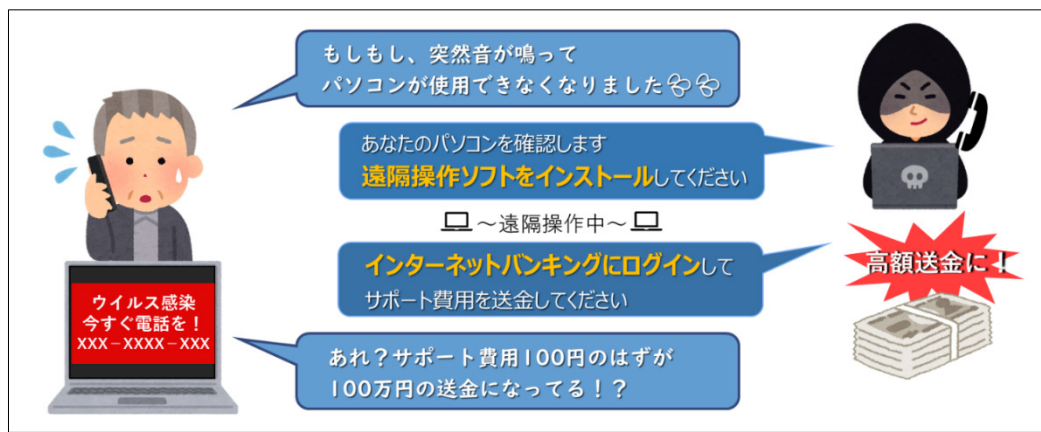 もしもし、突然音が鳴って
パソコンが使用できなくなりました💦💦
あなたのパソコンを確認します
遠隔操作ソフトをインストールしてください
💻～遠隔操作中～💻
インターネットバンキングにログインして
サポート費用を送金してください
高額送金に！
ウイルス感染
今すぐ電話を！
XXX－XXXX－XXX
あれ？サポート費用100円のはずが
100万円の送金になってる！？